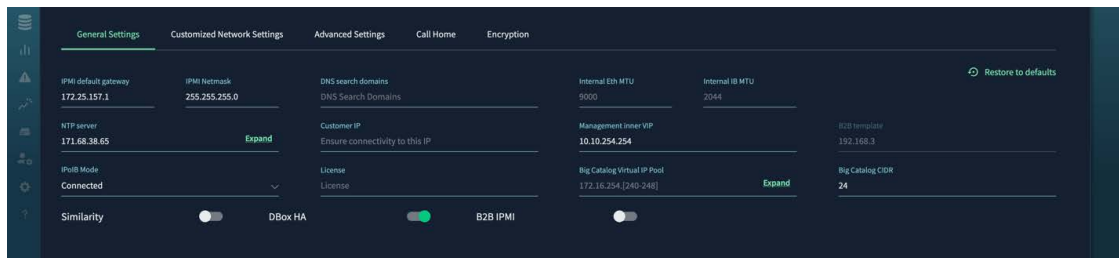 General Settings Customized Network Settings Advanced Settings Call Home Encryption
Restore to defaults
IPMI default gateway IPMI Netmask DNS search domains Internal Eth MTU Internal IB MTU
172.25.157.1 255.255.255.0 DNS Search Domains 9000 2044
NTP server Customer IP Management inner VIP B2B template
171.68.38.65 Expand Ensure connectivity to this IP 10.10.254.254 192.168.3
IPoIB Mode License Big Catalog Virtual IP Pool Big Catalog CIDR
Connected License 172.16.254.[240-248] Expand 24
Similarity DBox HA B2B IPMI
?